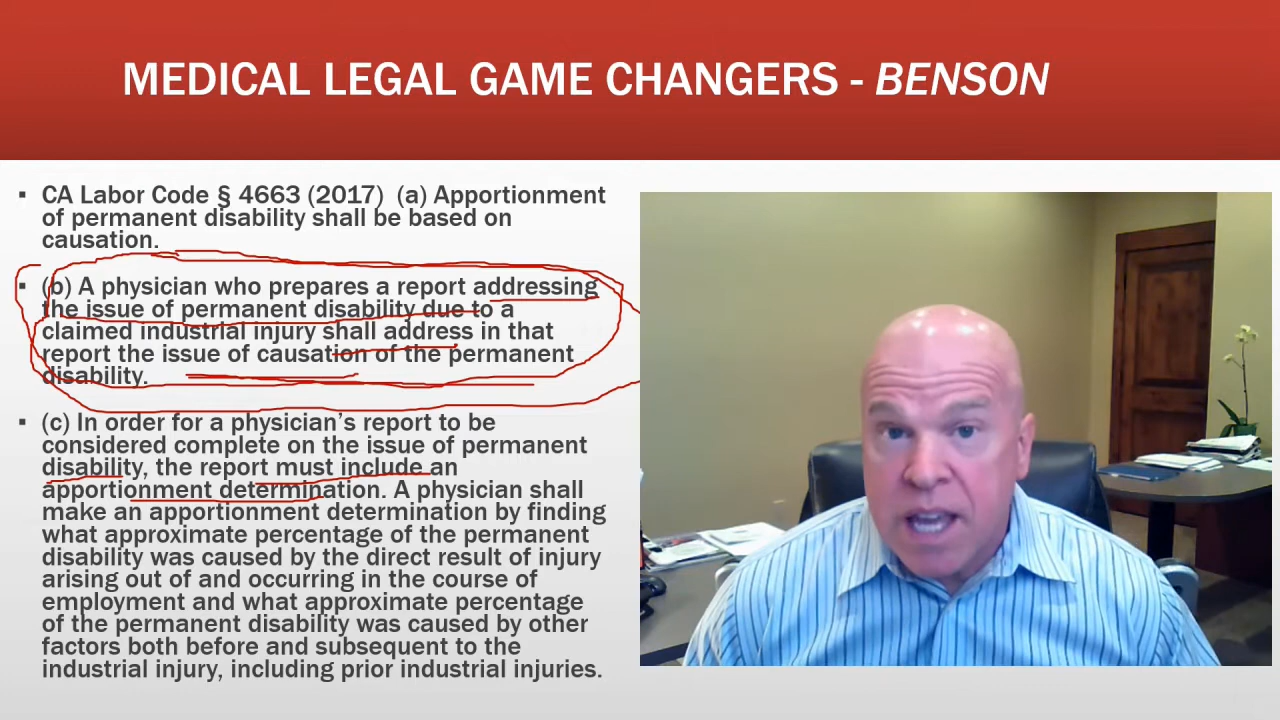 MEDICAL LEGAL GAME CHANGERS - BENSON
▪ CA Labor Code § 4663 (2017) (a) Apportionment
of permanent disability shall be based on
causation.
▪ (b) A physician who prepares a report addressing
the issue of permanent disability due to a
claimed industrial injury shall address in that
report the issue of causation of the permanent
disability.
▪ (c) In order for a physician’s report to be
considered complete on the issue of permanent
disability, the report must include an
apportionment determination. A physician shall
make an apportionment determination by finding
what approximate percentage of the permanent
disability was caused by the direct result of injury
arising out of and occurring in the course of
employment and what approximate percentage
of the permanent disability was caused by other
factors both before and subsequent to the
industrial injury, including prior industrial injuries.